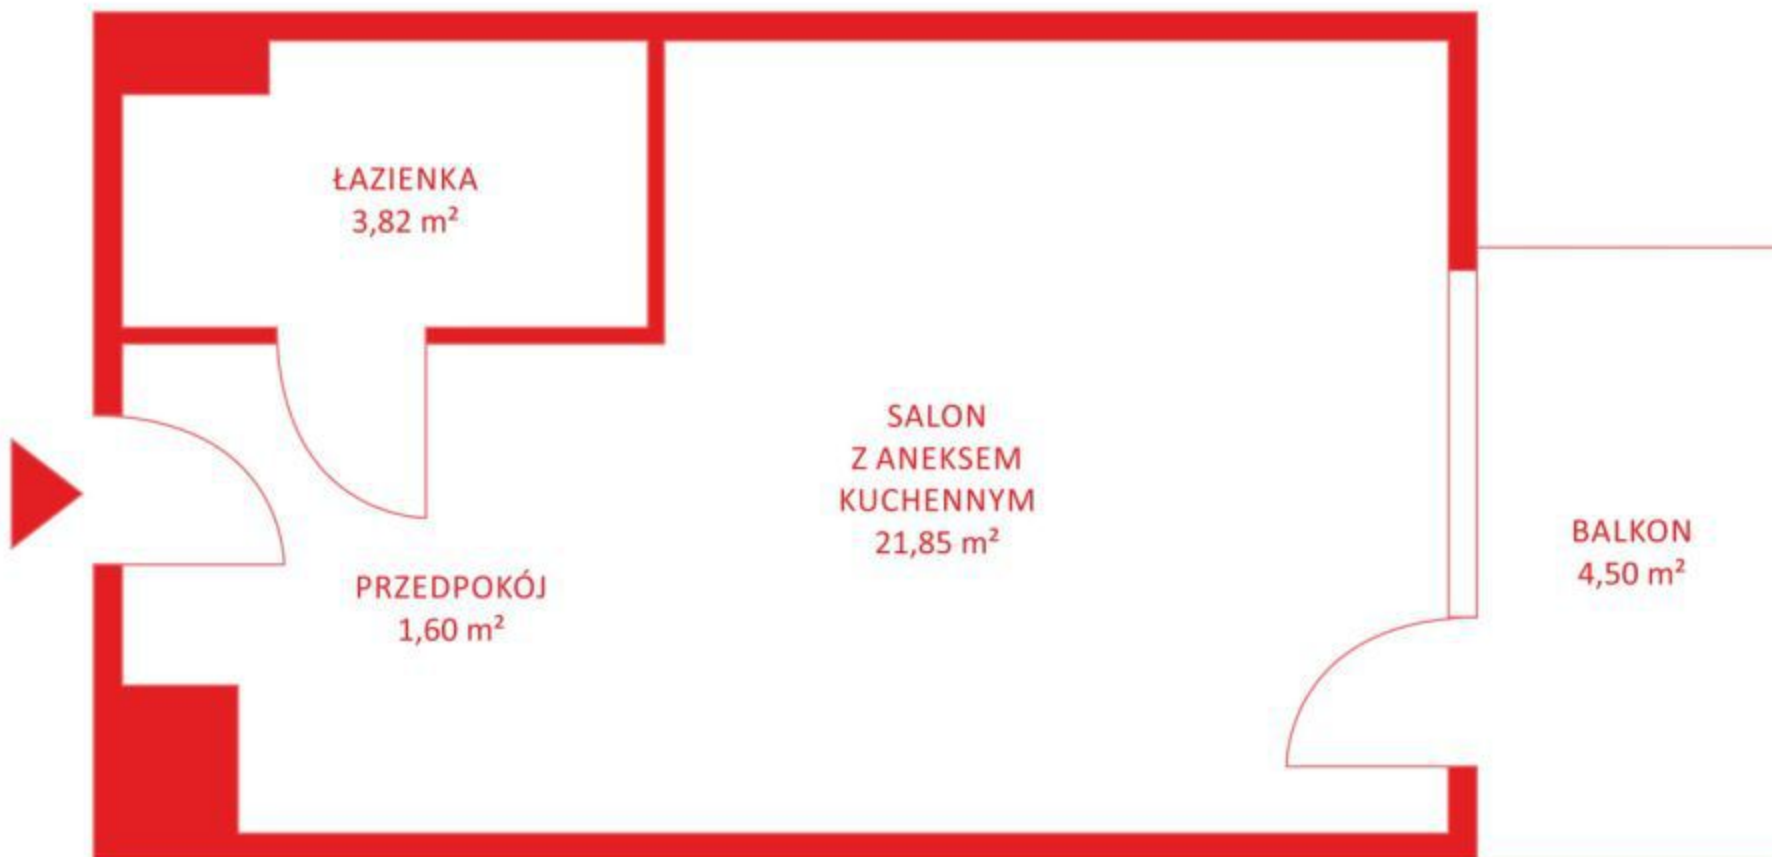 ŁAZIENKA
3,82 m²
SALON
Z ANEKSEM
KUCHENNYM
21,85 m²
BALKON
4,50 m²
PRZEDPOKÓJ
1,60 m²